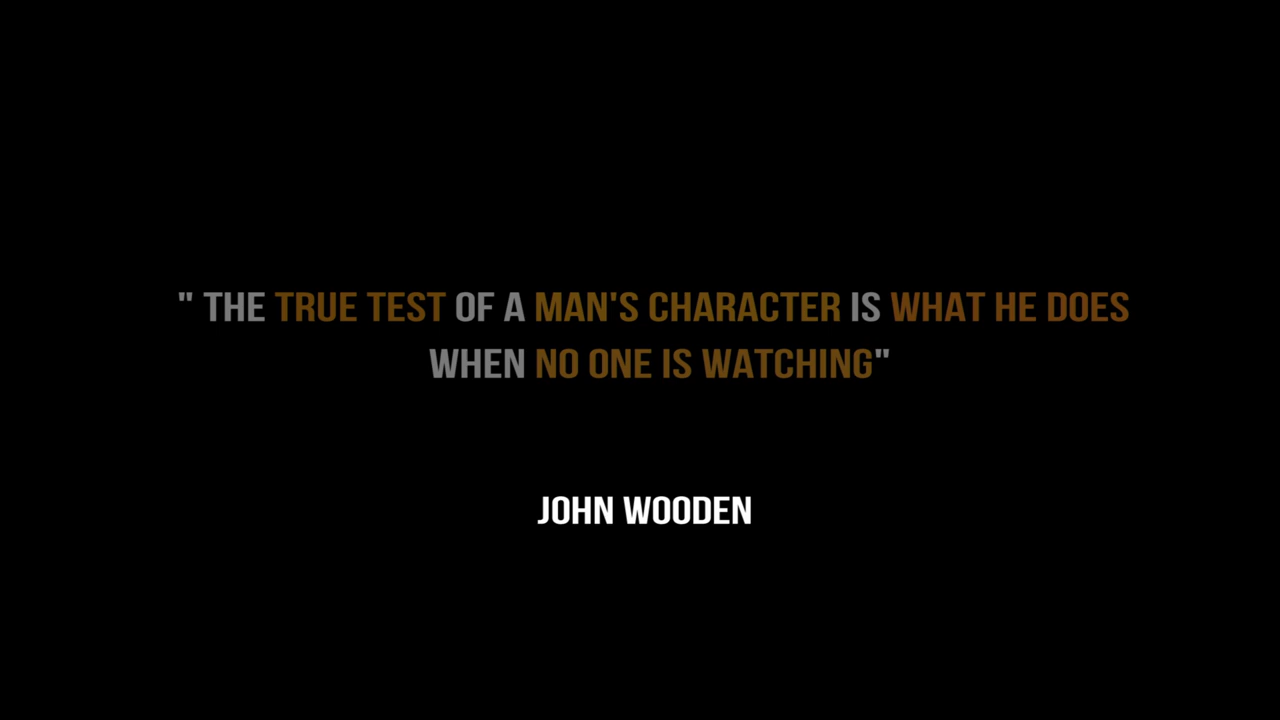 " THE TRUE TEST OF A MAN'S CHARACTER IS WHAT HE DOES
WHEN NO ONE IS WATCHING"
JOHN WOODEN